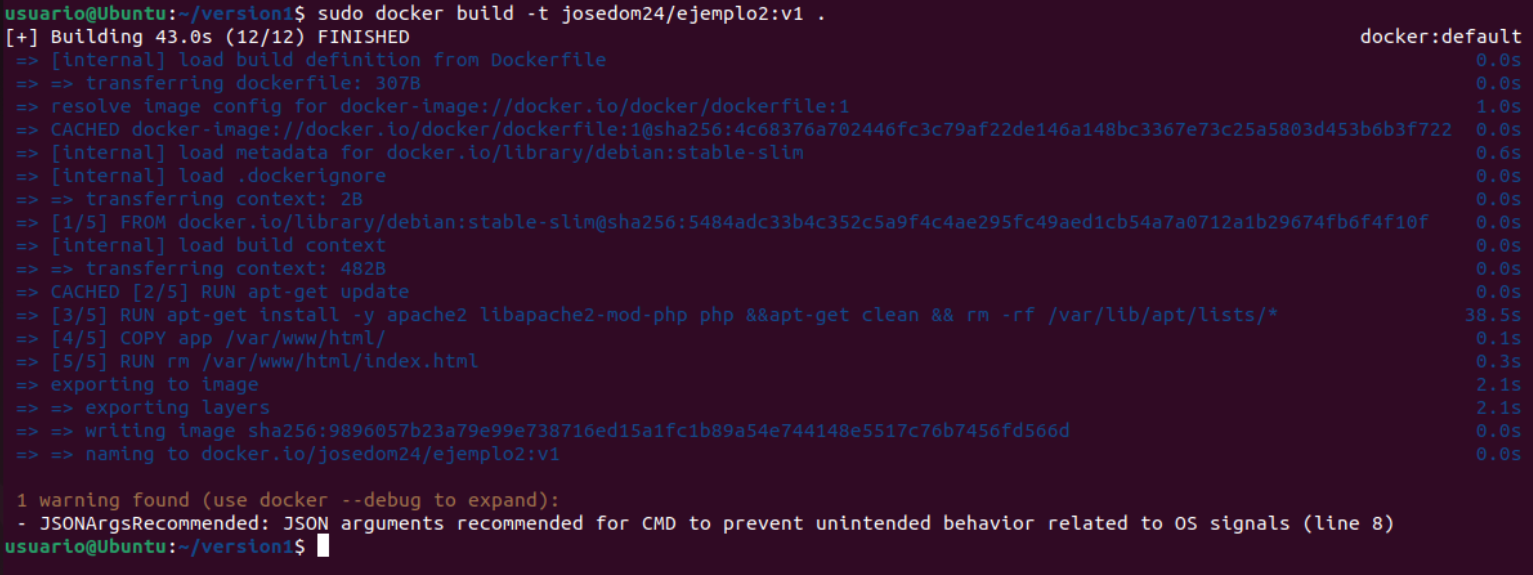 usuario@Ubuntu:~/version1$ sudo docker build -t josedom24/ejemplo2:v1 .
[+] Building 43.0s (12/12) FINISHED docker:default
=> [internal] load build definition from Dockerfile 0.0s
=> => transferring dockerfile: 307B 0.0s
=> resolve image config for docker-image://docker.io/docker/dockerfile:1 1.0s
=> CACHED docker-image://docker.io/docker/dockerfile:1@sha256:4c68376a702446fc3c79af22de146a148bc3367e73c25a5803d453b6b3f722 0.0s
=> [internal] load metadata for docker.io/library/debian:stable-slim 0.6s
=> [internal] load .dockerignore 0.0s
=> => transferring context: 2B 0.0s
=> [1/5] FROM docker.io/library/debian:stable-slim@sha256:5484adc33b4c352c5a9f4c4ae295fc49aed1cb54a7a0712a1b29674fb6f4f10f 0.0s
=> [internal] load build context 0.0s
=> => transferring context: 482B 0.0s
=> CACHED [2/5] RUN apt-get update 0.0s
=> [3/5] RUN apt-get install -y apache2 libapache2-mod-php php &&apt-get clean && rm -rf /var/lib/apt/lists/* 38.5s
=> [4/5] COPY app /var/www/html/ 0.1s
=> [5/5] RUN rm /var/www/html/index.html 0.3s
=> exporting to image 2.1s
=> => exporting layers 2.1s
=> => writing image sha256:9896057b23a79e99e738716ed15a1fc1b89a54e744148e5517c76b7456fd566d 0.0s
=> => naming to docker.io/josedom24/ejemplo2:v1 0.0s
1 warning found (use docker --debug to expand):
- JSONArgsRecommended: JSON arguments recommended for CMD to prevent unintended behavior related to OS signals (line 8)
usuario@Ubuntu:~/version1$